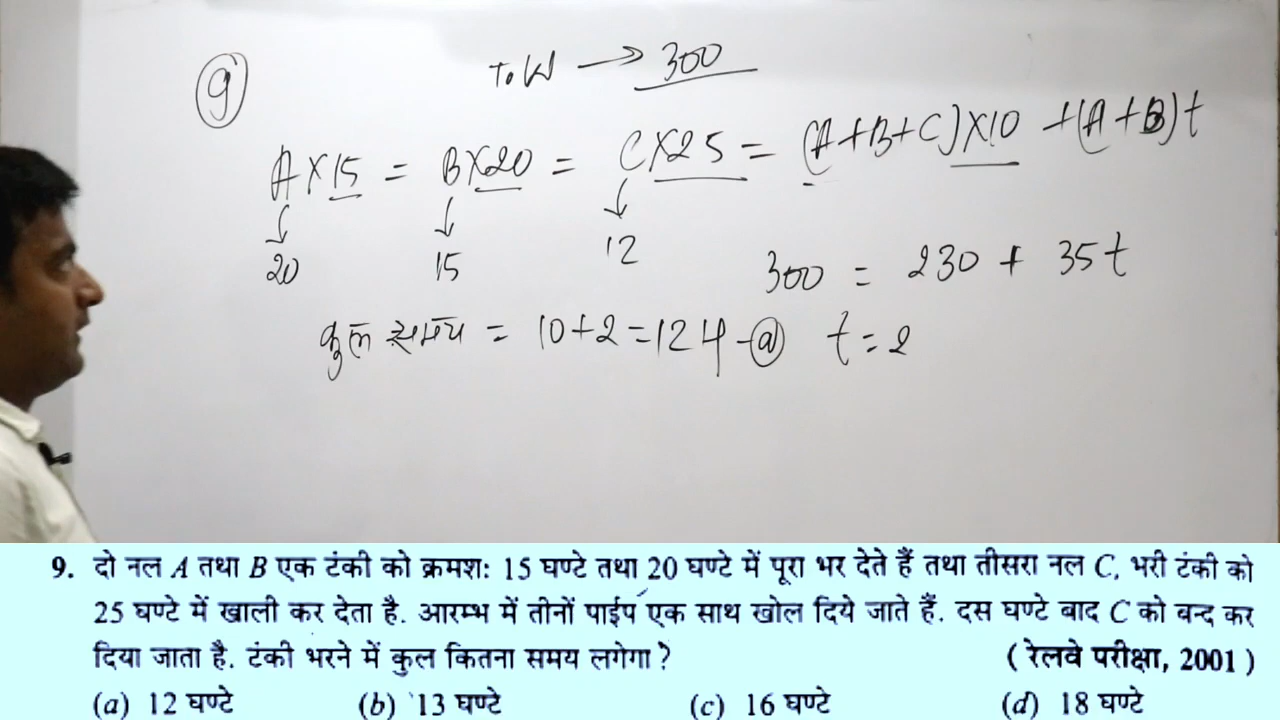 9
T.W → 300
A×15 = B×20 = C×25 = (A+B+C)×10 +(A+B)t
20 15 12
300 = 230 + 35t
कुल समय = 10+2=12 घ -(a) t=2
9. दो नल A तथा B एक टंकी को क्रमश: 15 घण्टे तथा 20 घण्टे में पूरा भर देते हैं तथा तीसरा नल C, भरी टंकी को
25 घण्टे में खाली कर देता है. आरम्भ में तीनों पाईप एक साथ खोल दिये जाते हैं. दस घण्टे बाद C को बन्द कर
दिया जाता है. टंकी भरने में कुल कितना समय लगेगा? (रेलवे परीक्षा, 2001)
(a) 12 घण्टे (b) 13 घण्टे (c) 16 घण्टे (d) 18 घण्टे